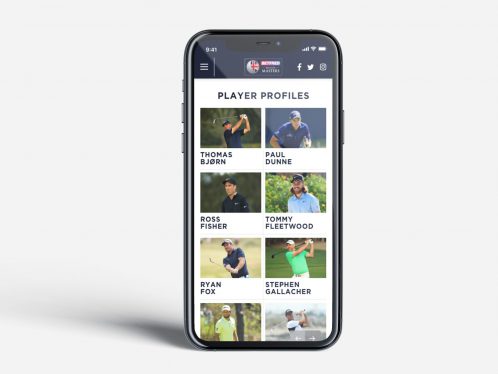 9:41
BETFRED
MASTERS
PLAYER PROFILES
THOMAS
BJØRN
PAUL
DUNNE
ROSS
FISHER
TOMMY
FLEETWOOD
RYAN
FOX
STEPHEN
GALLACHER